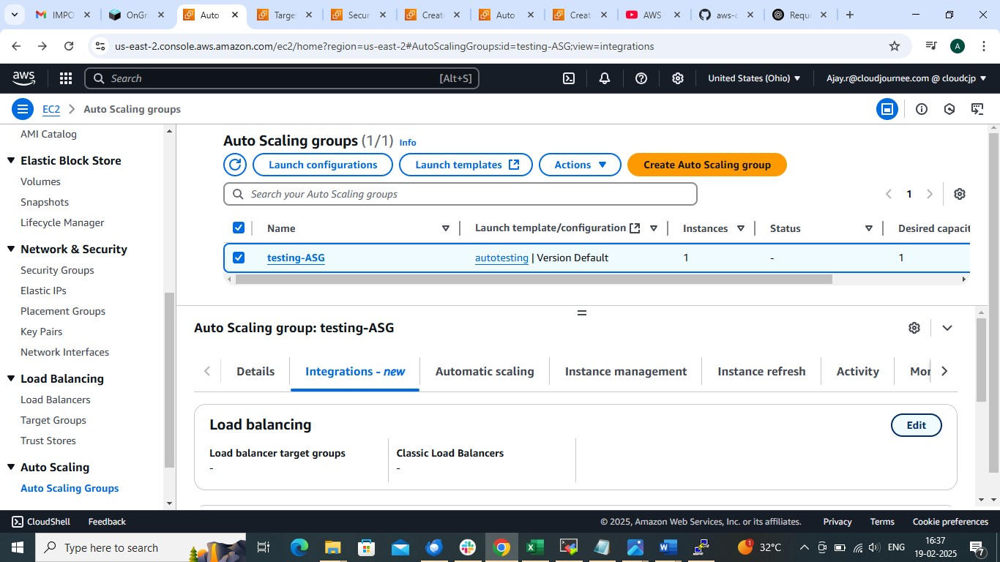 IMPO
OnGr
Auto
Targe
Secur
Create
Auto
Creat
AWS
aws-c
Requ
us-east-2.console.aws.amazon.com/ec2/home?region=us-east-2#AutoScalingGroups:id=testing-ASG;view=integrations
A
aws
Search
[Alt+S]
United States (Ohio)
Ajay.r@cloudjournee.com @ cloudcjp
EC2
Auto Scaling groups
AMI Catalog
Elastic Block Store
Volumes
Snapshots
Lifecycle Manager
Network & Security
Security Groups
Elastic IPs
Placement Groups
Key Pairs
Network Interfaces
Load Balancing
Load Balancers
Target Groups
Trust Stores
Auto Scaling
Auto Scaling Groups
Auto Scaling groups (1/1) Info
Launch configurations
Launch templates
Actions
Create Auto Scaling group
Search your Auto Scaling groups
1
Name
Launch template/configuration
Instances
Status
Desired capacit
testing-ASG
autotesting | Version Default
1
-
1
Auto Scaling group: testing-ASG
Details
Integrations - new
Automatic scaling
Instance management
Instance refresh
Activity
Mor
Load balancing
Edit
Load balancer target groups
-
Classic Load Balancers
-
CloudShell
Feedback
© 2025, Amazon Web Services, Inc. or its affiliates.
Privacy
Terms
Cookie preferences
Type here to search
1
32°C
ENG
16:37
19-02-2025
7